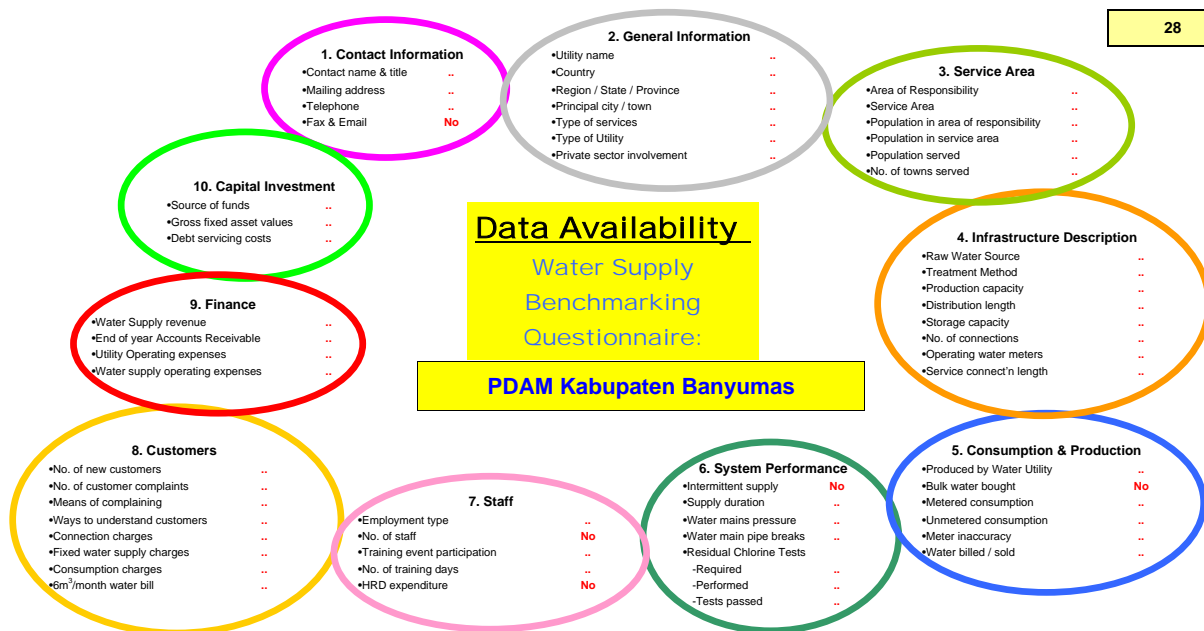 28
1. Contact Information
•Contact name & title ..
•Mailing address ..
•Telephone ..
•Fax & Email No
2. General Information
•Utility name ..
•Country ..
•Region / State / Province ..
•Principal city / town ..
•Type of services ..
•Type of Utility ..
•Private sector involvement ..
3. Service Area
•Area of Responsibility ..
•Service Area ..
•Population in area of responsibility ..
•Population in service area ..
•Population served ..
•No. of towns served ..
10. Capital Investment
•Source of funds ..
•Gross fixed asset values ..
•Debt servicing costs ..
Data Availability
Water Supply
Benchmarking
Questionnaire:
PDAM Kabupaten Banyumas
4. Infrastructure Description
•Raw Water Source ..
•Treatment Method ..
•Production capacity ..
•Distribution length ..
•Storage capacity ..
•No. of connections ..
•Operating water meters ..
•Service connect'n length ..
9. Finance
•Water Supply revenue ..
•End of year Accounts Receivable ..
•Utility Operating expenses ..
•Water supply operating expenses ..
8. Customers
•No. of new customers ..
•No. of customer complaints ..
•Means of complaining ..
•Ways to understand customers ..
•Connection charges ..
•Fixed water supply charges ..
•Consumption charges ..
•6m³/month water bill ..
7. Staff
•Employment type ..
•No. of staff No
•Training event participation ..
•No. of training days ..
•HRD expenditure No
6. System Performance
•Intermittent supply No
•Supply duration ..
•Water mains pressure ..
•Water main pipe breaks ..
•Residual Chlorine Tests
-Required ..
-Performed ..
-Tests passed ..
5. Consumption & Production
•Produced by Water Utility ..
•Bulk water bought No
•Metered consumption ..
•Unmetered consumption ..
•Meter inaccuracy ..
•Water billed / sold ..